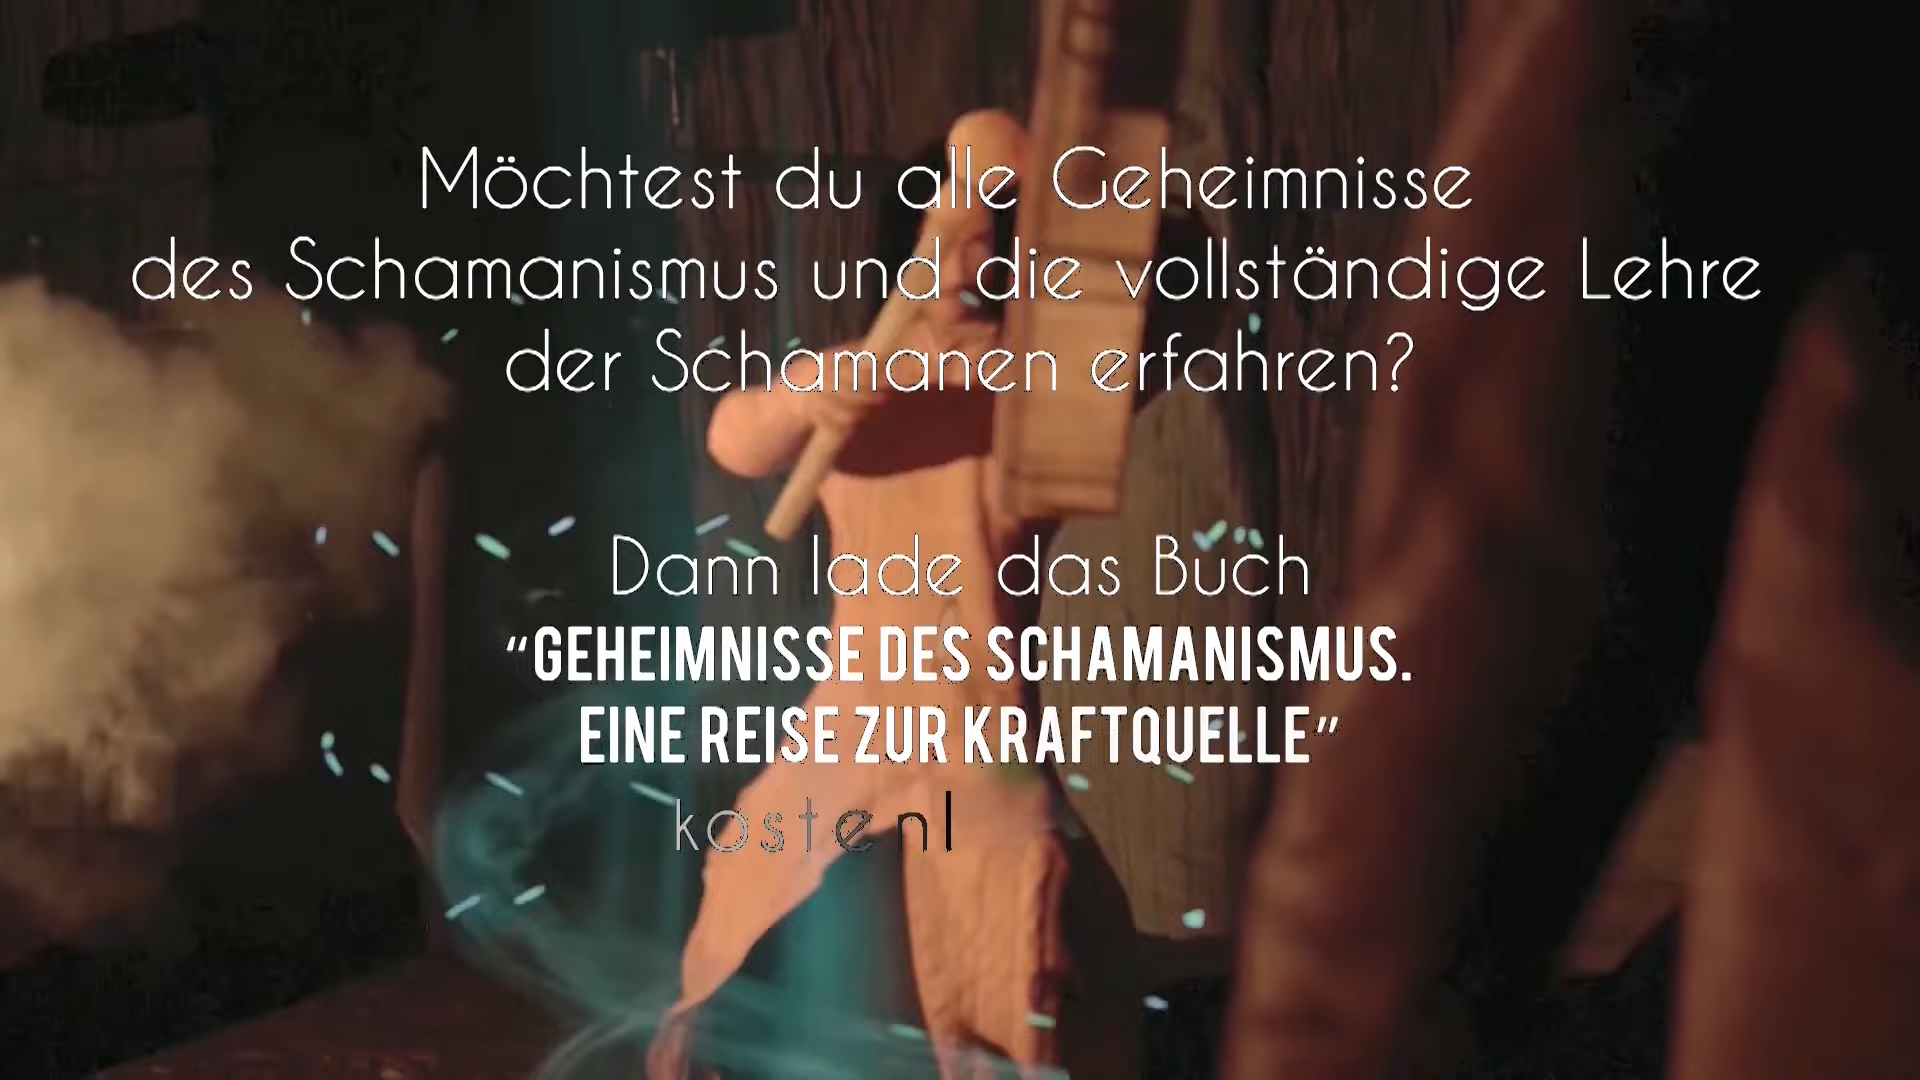 Möchtest du alle Geheimnisse
des Schamanismus und die vollständige Lehre
der Schamanen erfahren?
Dann lade das Buch
“GEHEIMNISSE DES SCHAMANISMUS.
EINE REISE ZUR KRAFTQUELLE”
kostenl